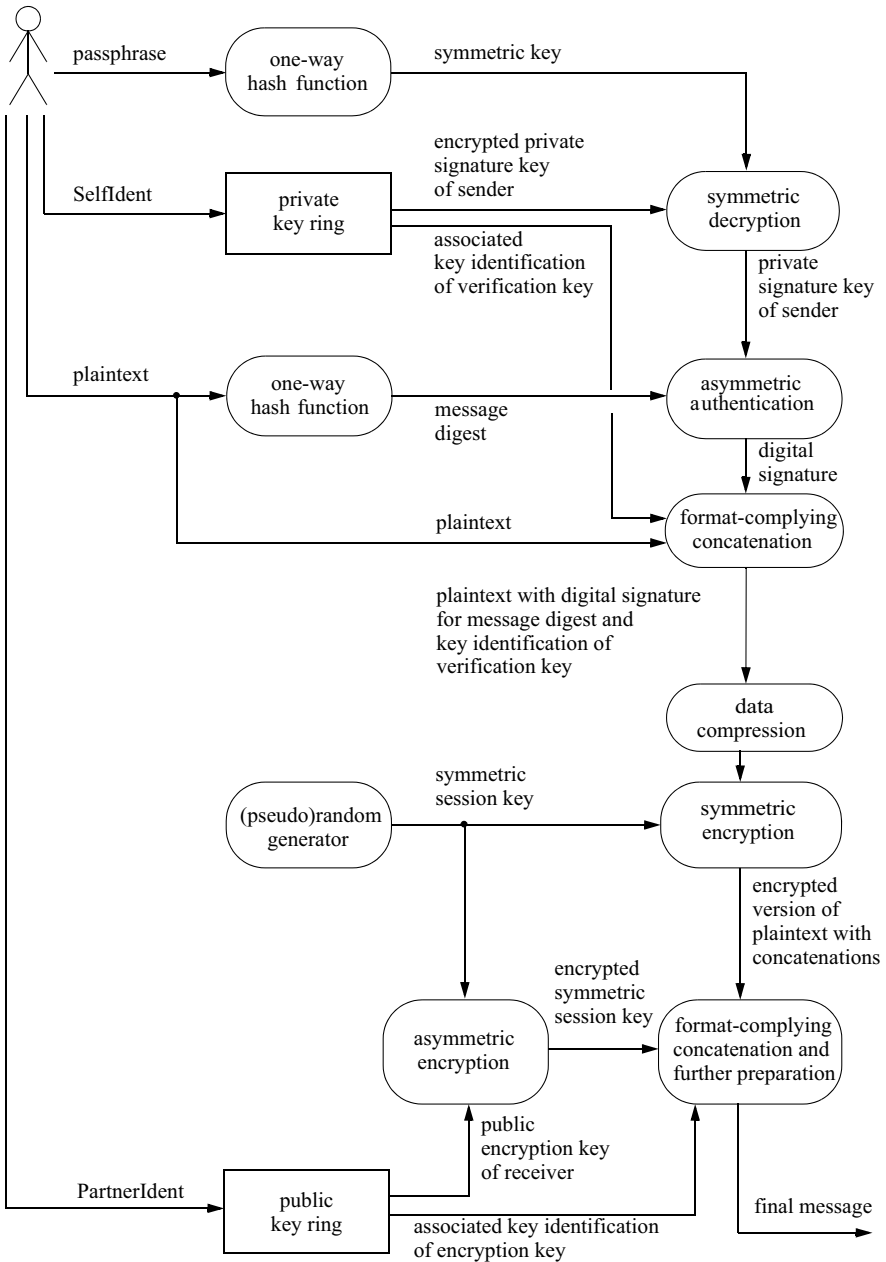 passphrase
one-way
hash function
symmetric key
encrypted private
signature key
of sender
SelfIdent
private
key ring
symmetric
decryption
associated
key identification
of verification key
private
signature key
of sender
plaintext
one-way
hash function
message
digest
asymmetric
authentication
digital
signature
plaintext
format-complying
concatenation
plaintext with digital signature
for message digest and
key identification of
verification key
data
compression
symmetric
session key
(pseudo)random
generator
symmetric
encryption
encrypted
version of
plaintext with
concatenations
encrypted
symmetric
session key
asymmetric
encryption
format-complying
concatenation and
further preparation
public
encryption key
of receiver
PartnerIdent
public
key ring
associated key identification
of encryption key
final message